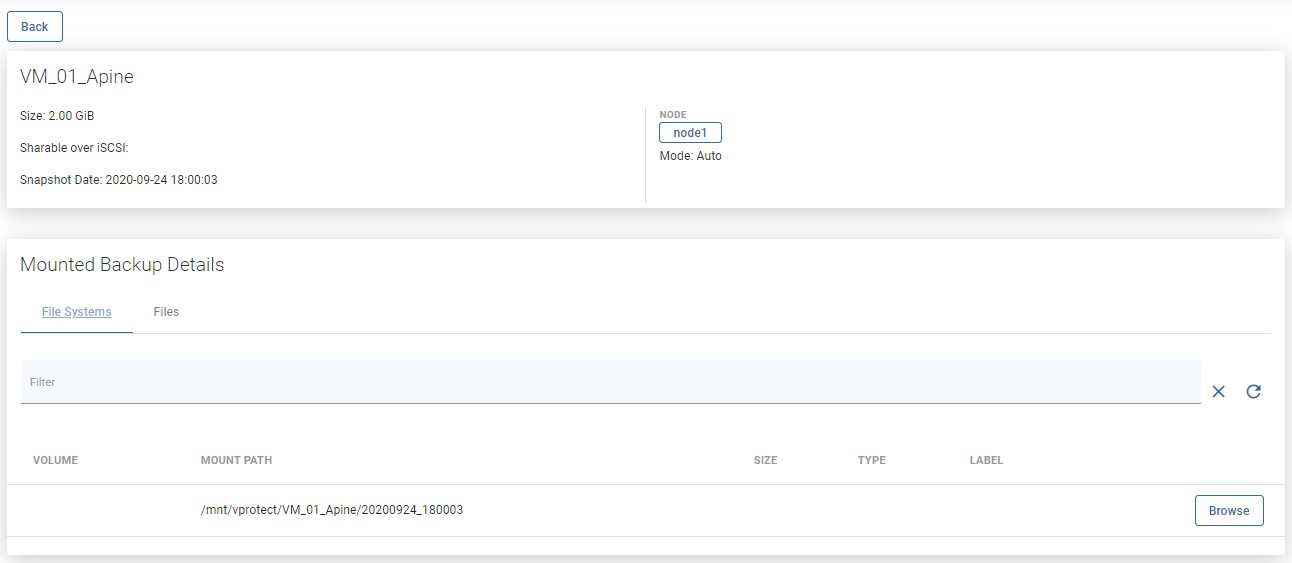 Back
VM_01_Apine
Size: 2.00 GiB
Sharable over iSCSI:
Snapshot Date: 2020-09-24 18:00:03
NODE
node1
Mode: Auto
Mounted Backup Details
File Systems Files
Filter
VOLUME MOUNT PATH SIZE TYPE LABEL
/mnt/vprotect/VM_01_Apine/20200924_180003 Browse